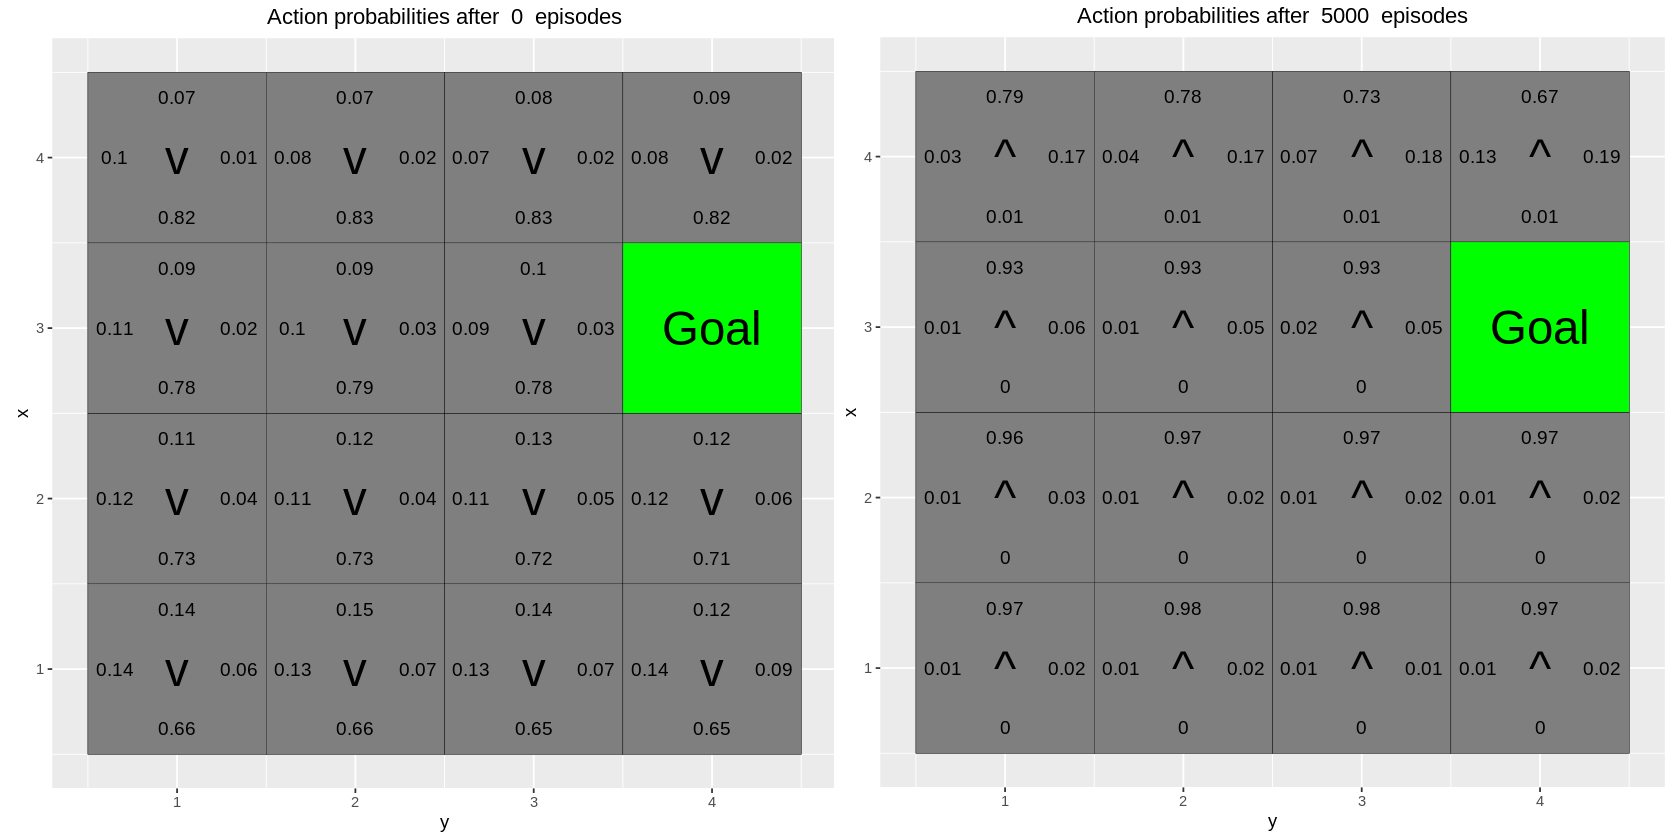 Action probabilities after 0 episodes
0.07 0.07 0.08 0.09
4 0.1 V 0.01 0.08 V 0.02 0.07 V 0.02 0.08 V 0.02
0.82 0.83 0.83 0.82
0.09 0.09 0.1
3 0.11 V 0.02 0.1 V 0.03 0.09 V 0.03 Goal
0.78 0.79 0.78
x
0.11 0.12 0.13 0.12
2 0.12 V 0.04 0.11 V 0.04 0.11 V 0.05 0.12 V 0.06
0.73 0.73 0.72 0.71
0.14 0.15 0.14 0.12
1 0.14 V 0.06 0.13 V 0.07 0.13 V 0.07 0.14 V 0.09
0.66 0.66 0.65 0.65
1 2 3 4
y
Action probabilities after 5000 episodes
0.79 0.78 0.73 0.67
4 0.03 ^ 0.17 0.04 ^ 0.17 0.07 ^ 0.18 0.13 ^ 0.19
0.01 0.01 0.01 0.01
0.93 0.93 0.93
3 0.01 ^ 0.06 0.01 ^ 0.05 0.02 ^ 0.05 Goal
0 0 0
x
0.96 0.97 0.97 0.97
2 0.01 ^ 0.03 0.01 ^ 0.02 0.01 ^ 0.02 0.01 ^ 0.02
0 0 0 0
0.97 0.98 0.98 0.97
1 0.01 ^ 0.02 0.01 ^ 0.02 0.01 ^ 0.01 0.01 ^ 0.02
0 0 0 0
1 2 3 4
y